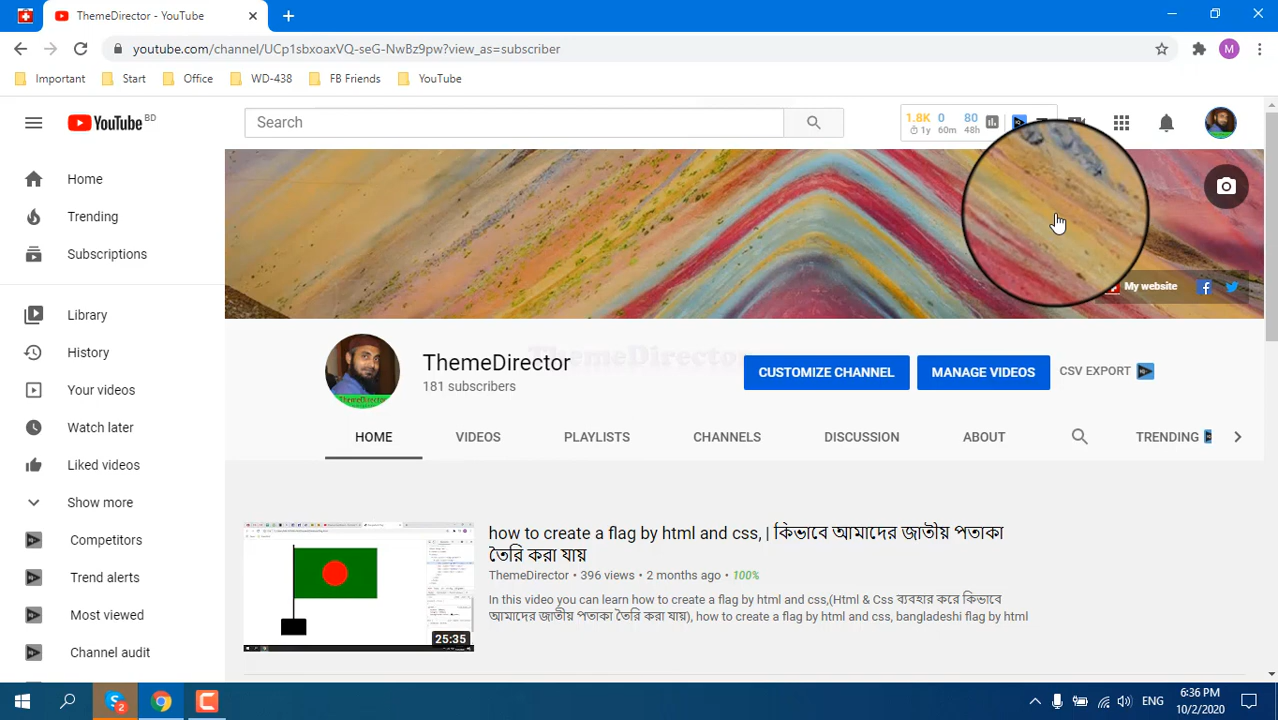 ThemeDirector - YouTube
youtube.com/channel/UCp1sbxoaxVQ-seG-NwBz9pw?view_as=subscriber
M
Important
Start
Office
WD-438
FB Friends
YouTube
YouTube BD
Search
1.8K 0 80
1y 60m 48h
Home
Trending
Subscriptions
Library
History
Your videos
Watch later
Liked videos
Show more
Competitors
Trend alerts
Most viewed
Channel audit
My website
ThemeDirector
ThemeDirector
181 subscribers
ThemeDirector
CUSTOMIZE CHANNEL
MANAGE VIDEOS
CSV EXPORT
HOME
VIDEOS
PLAYLISTS
CHANNELS
DISCUSSION
ABOUT
TRENDING
how to create a flag by html and css, | কিভাবে আমাদের জাতীয় পতাকা
তৈরি করা যায়
ThemeDirector • 396 views • 2 months ago • 100%
In this video you can learn how to create a flag by html and css,(Html & Css ব্যবহার করে কিভাবে
আমাদের জাতীয় পতাকা তৈরি করা যায়), how to create a flag by html and css, bangladeshi flag by html
25:35
2
ENG
6:36 PM
10/2/2020